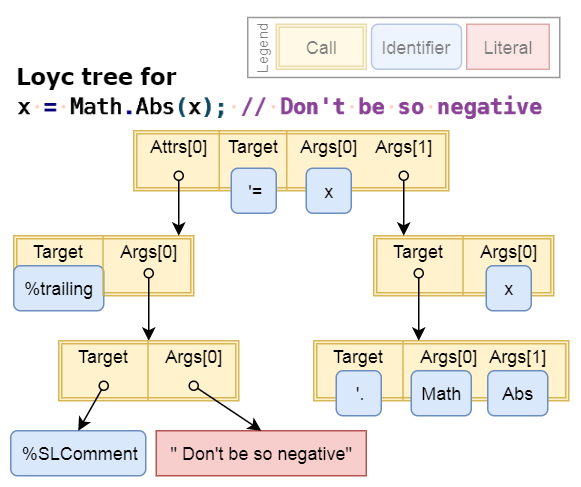 Legend
Call Identifier Literal
Loyc tree for
x = Math.Abs(x); // Don't be so negative
Attrs[0] Target Args[0] Args[1]
'= x
Target Args[0]
%trailing
Target Args[0]
x
Target Args[0]
Target Args[0] Args[1]
'. Math Abs
%SLComment
" Don't be so negative"